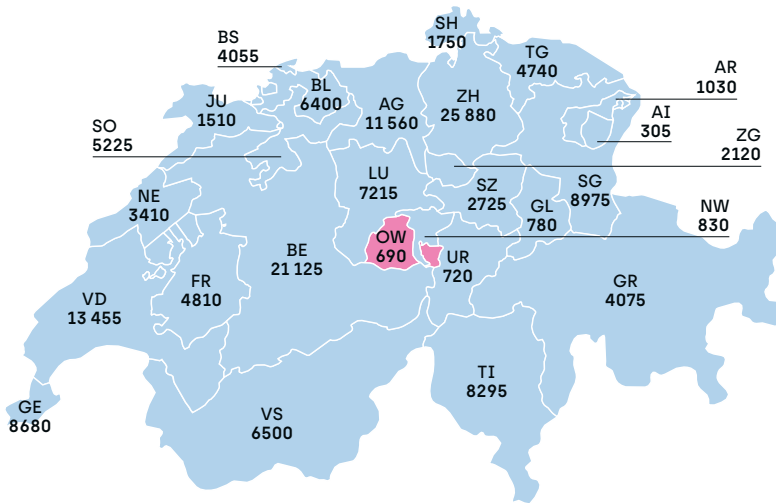 SH
1750
BS
4055
TG
4740
AR
1030
BL
6400
JU
1510
AG
11 560
ZH
25 880
AI
305
SO
5225
ZG
2120
LU
7215
SZ
2725
SG
8975
NE
3410
GL
780
NW
830
OW
690
BE
21 125
UR
720
FR
4810
GR
4075
VD
13 455
TI
8295
GE
8680
VS
6500